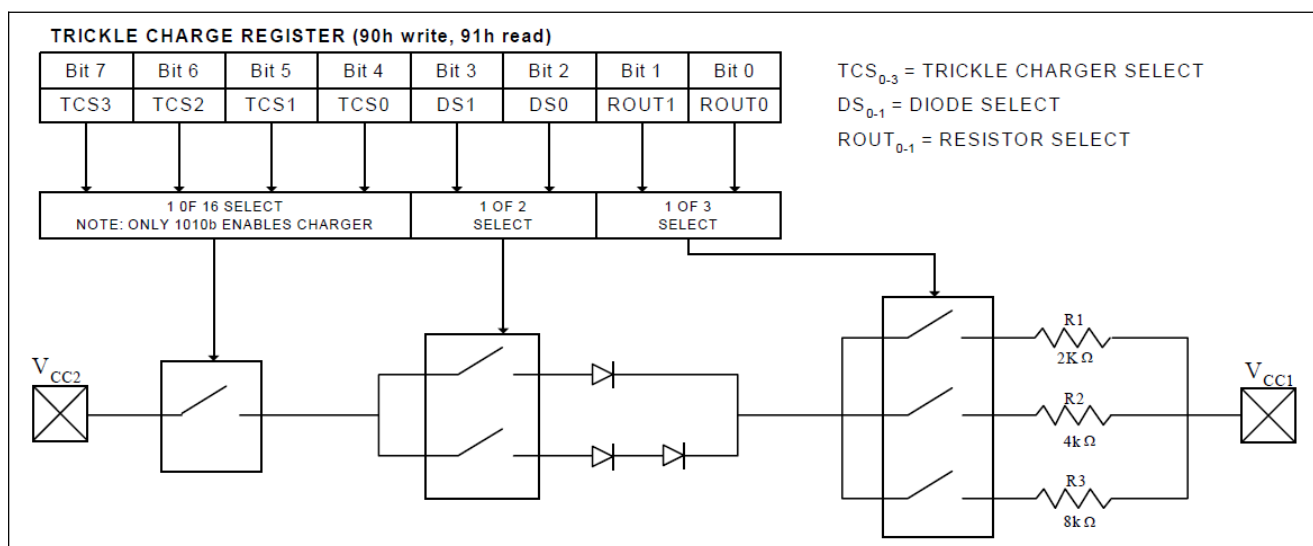 TRICKLE CHARGE REGISTER (90h write, 91h read)
Bit 7 Bit 6 Bit 5 Bit 4 Bit 3 Bit 2 Bit 1 Bit 0
TCS3 TCS2 TCS1 TCS0 DS1 DS0 ROUT1 ROUT0
TCS0-3 = TRICKLE CHARGER SELECT
DS0-1 = DIODE SELECT
ROUT0-1 = RESISTOR SELECT
1 0F 16 SELECT
NOTE: ONLY 1010b ENABLES CHARGER
1 OF 2
SELECT
1 OF 3
SELECT
VCC2
R1
2K Ω
R2
4k Ω
R3
8k Ω
VCC1